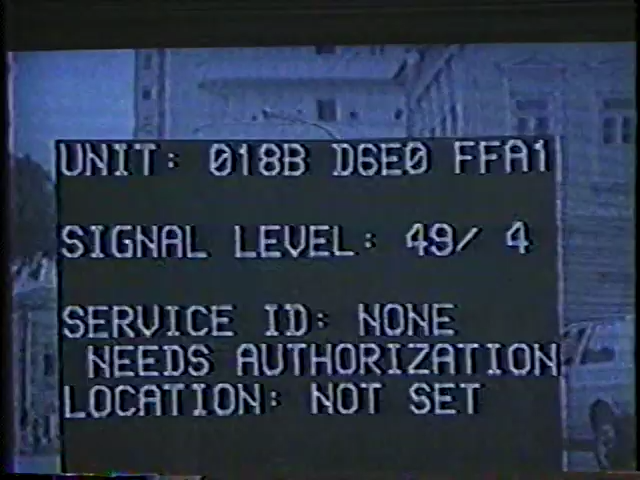 UNIT: 018B D6E0 FFA1
SIGNAL LEVEL: 49/ 4
SERVICE ID: NONE
NEEDS AUTHORIZATION
LOCATION: NOT SET